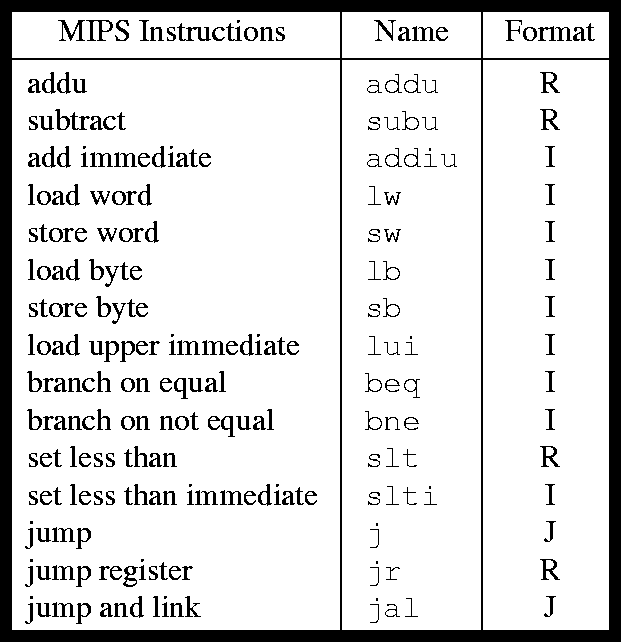 MIPS Instructions Name Format
addu addu R
subtract subu R
add immediate addiu I
load word lw I
store word sw I
load byte lb I
store byte sb I
load upper immediate lui I
branch on equal beq I
branch on not equal bne I
set less than slt R
set less than immediate slti I
jump j J
jump register jr R
jump and link jal J